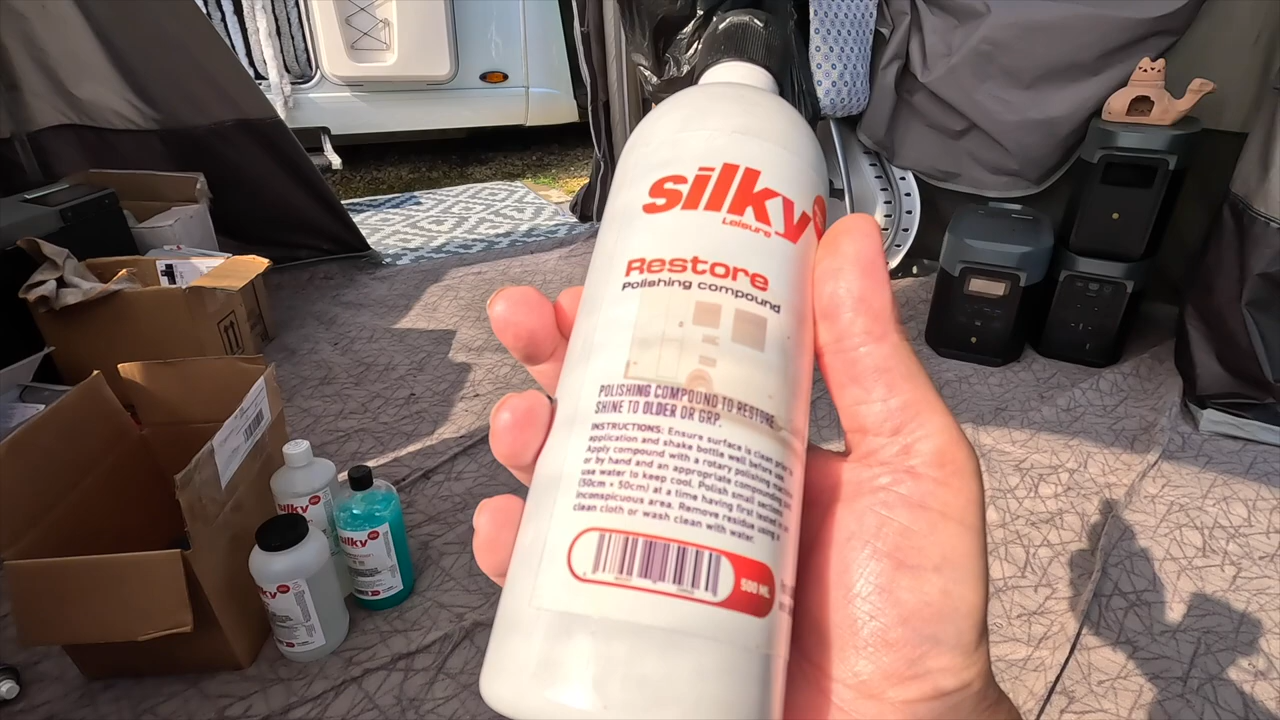 silky
Leisure
Restore
Polishing compound
POLISHING COMPOUND TO RESTORE
SHINE TO OLDER OR GRP.
INSTRUCTIONS: Ensure surface is clean prior
application and shake bottle well before use.
Apply compound with a rotary polishing
or by hand and an appropriate compounding
use water to keep cool. Polish small sections
(50cm × 50cm) at a time having first tested
inconspicuous area. Remove residue using
clean cloth or wash clean with water.
500 ML
silky
silky